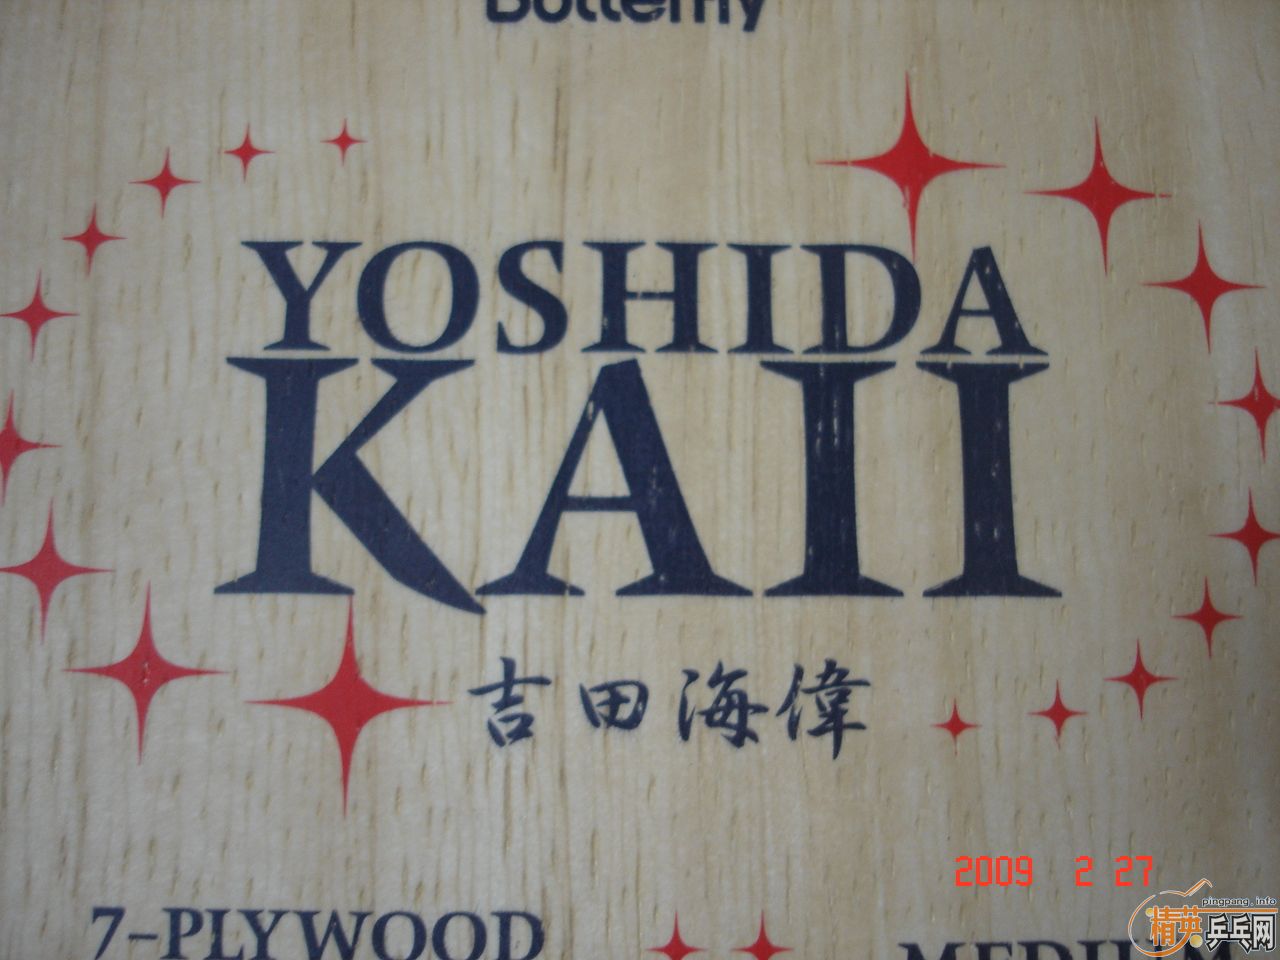 Butterfly
YOSHIDA
KAII
吉田海偉
2009 2 27
7-PLYWOOD
MEDIUM
pingpang.info
精英乒乓网